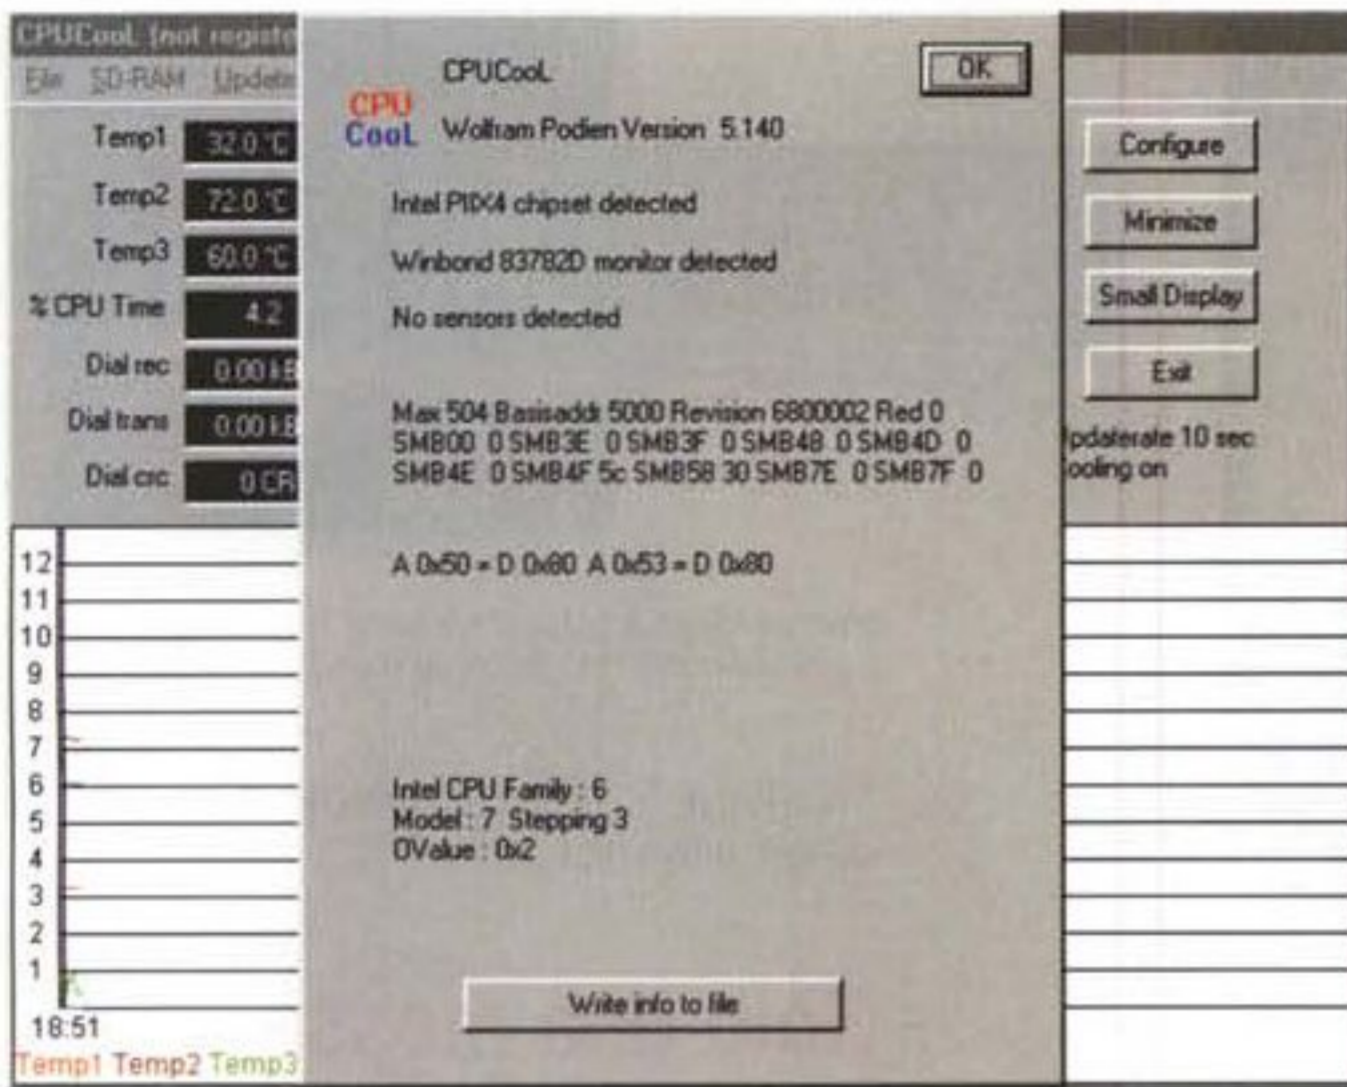 CPUCooL (not registe
File SD-RAM Update
Temp1 32.0 °C
Temp2 72.0 °C
Temp3 60.0 °C
% CPU Time 4.2
Dial rec 0.00 kB
Dial trans 0.00 kB
Dial crc 0 CR
CPU
CooL
CPUCooL
Wolfram Podien Version 5.140
OK
Intel PIIX4 chipset detected
Winbond 83782D monitor detected
No sensors detected
Max 504 Basisaddr 5000 Revision 6800002 Red 0
SMB00 0 SMB3E 0 SMB3F 0 SMB48 0 SMB4D 0
SMB4E 0 SMB4F 5c SMB58 30 SMB7E 0 SMB7F 0
A 0x50 = D 0x80 A 0x53 = D 0x80
Intel CPU Family : 6
Model : 7 Stepping 3
OValue : 0x2
Write info to file
Configure
Minimize
Small Display
Exit
pdaterate 10 sec
ooling on
12
11
10
9
8
7
6
5
4
3
2
1
18:51
Temp1 Temp2 Temp3